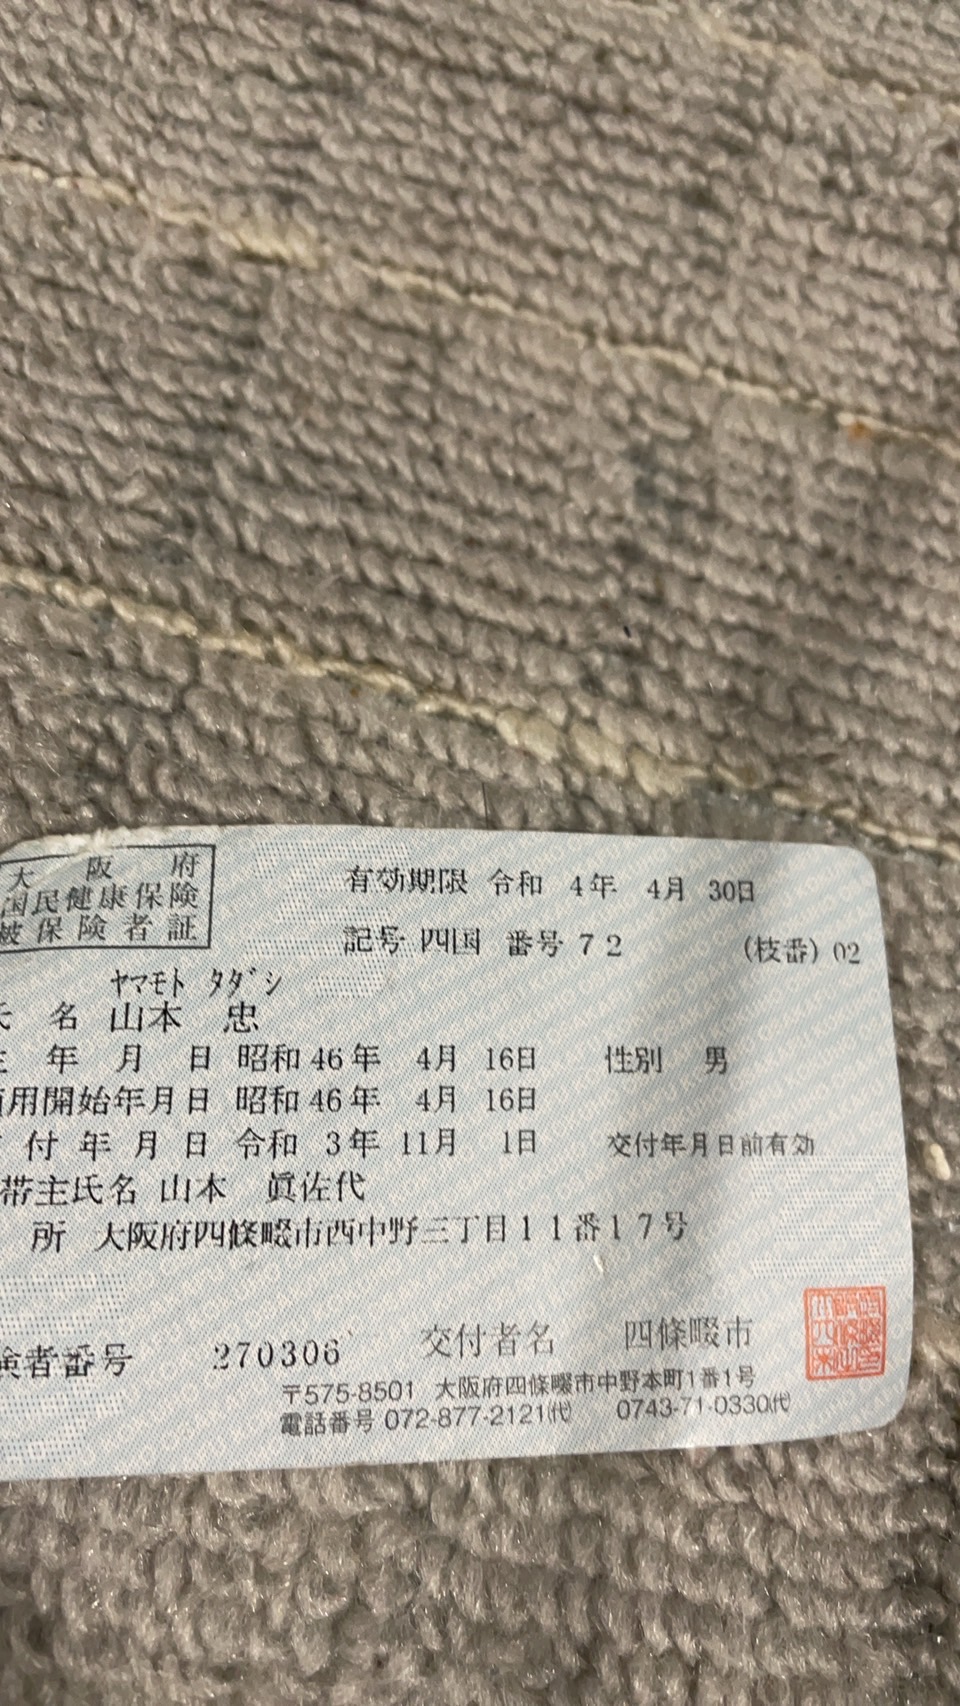 大阪府
国民健康保険
被保険者証
有効期限 令和 4年 4月 30日
記号 四国 番号 72 (枝番) 02
ヤマモト タダシ
氏名 山本 忠
年月日 昭和46年 4月 16日 性別 男
用開始年月日 昭和46年 4月 16日
付年月日 令和 3年 11月 1日 交付年月日前有効
帯主氏名 山本 眞佐代
所 大阪府四條畷市西中野三丁目11番17号
険者番号 270306 交付者名 四條畷市
〒575-8501 大阪府四條畷市中野本町1番1号
電話番号 072-877-2121㈹ 0743-71-0330㈹